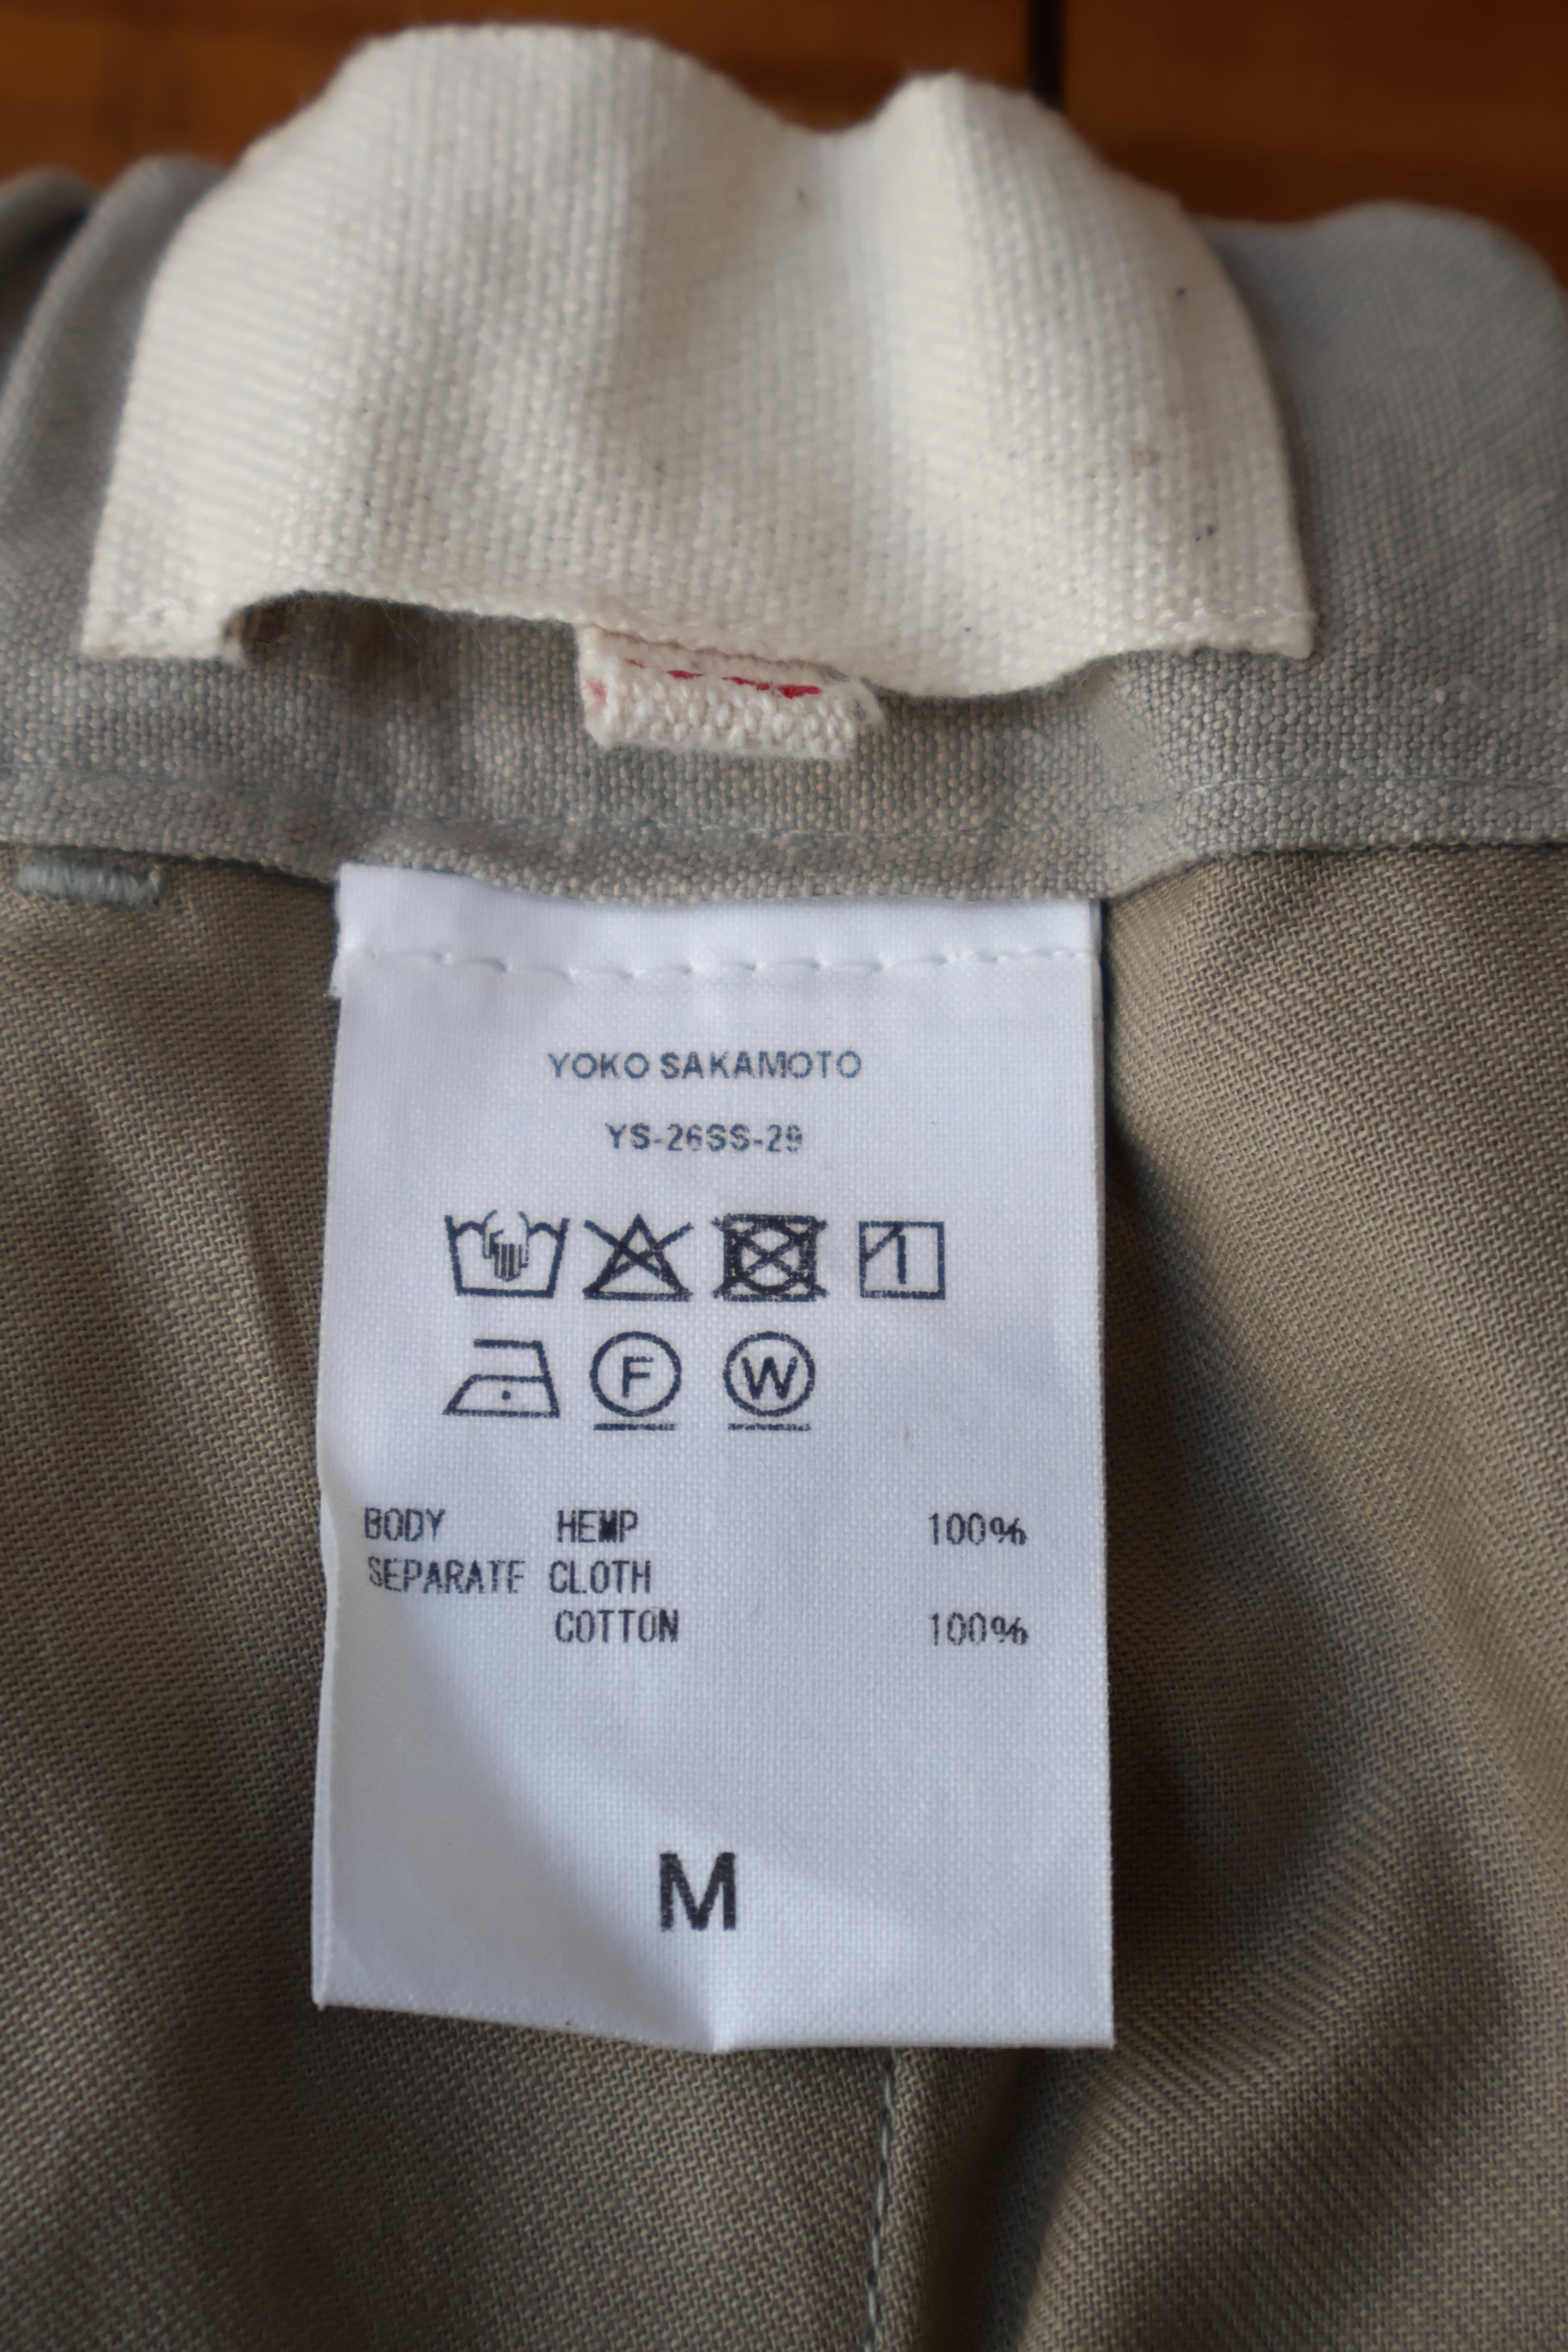 YOKO SAKAMOTO
YS-26SS-29
F W
BODY HEMP 100%
SEPARATE CLOTH
COTTON 100%
M